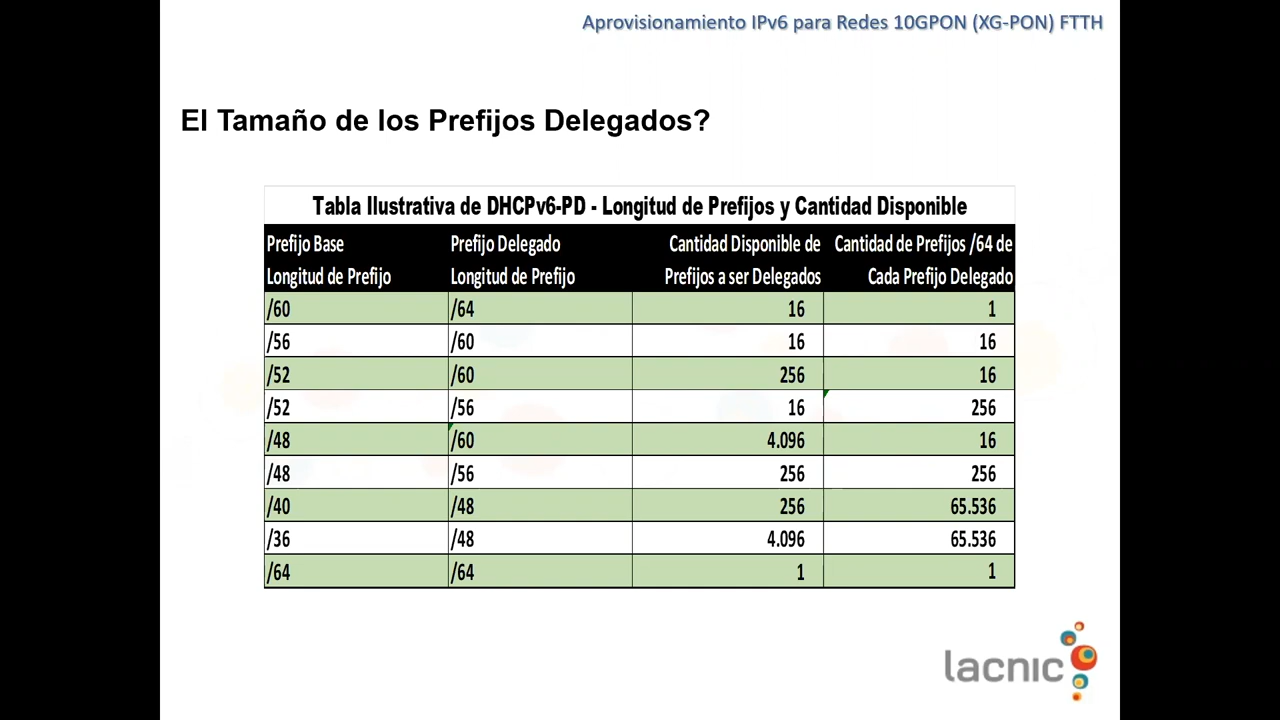 Aprovisionamiento IPv6 para Redes 10GPON (XG-PON) FTTH
El Tamaño de los Prefijos Delegados?
Tabla Ilustrativa de DHCPv6-PD - Longitud de Prefijos y Cantidad Disponible
Prefijo Base Prefijo Delegado Cantidad Disponible de Cantidad de Prefijos /64 de
Longitud de Prefijo Longitud de Prefijo Prefijos a ser Delegados Cada Prefijo Delegado
/60 /64 16 1
/56 /60 16 16
/52 /60 256 16
/52 /56 16 256
/48 /60 4.096 16
/48 /56 256 256
/40 /48 256 65.536
/36 /48 4.096 65.536
/64 /64 1 1
lacnic